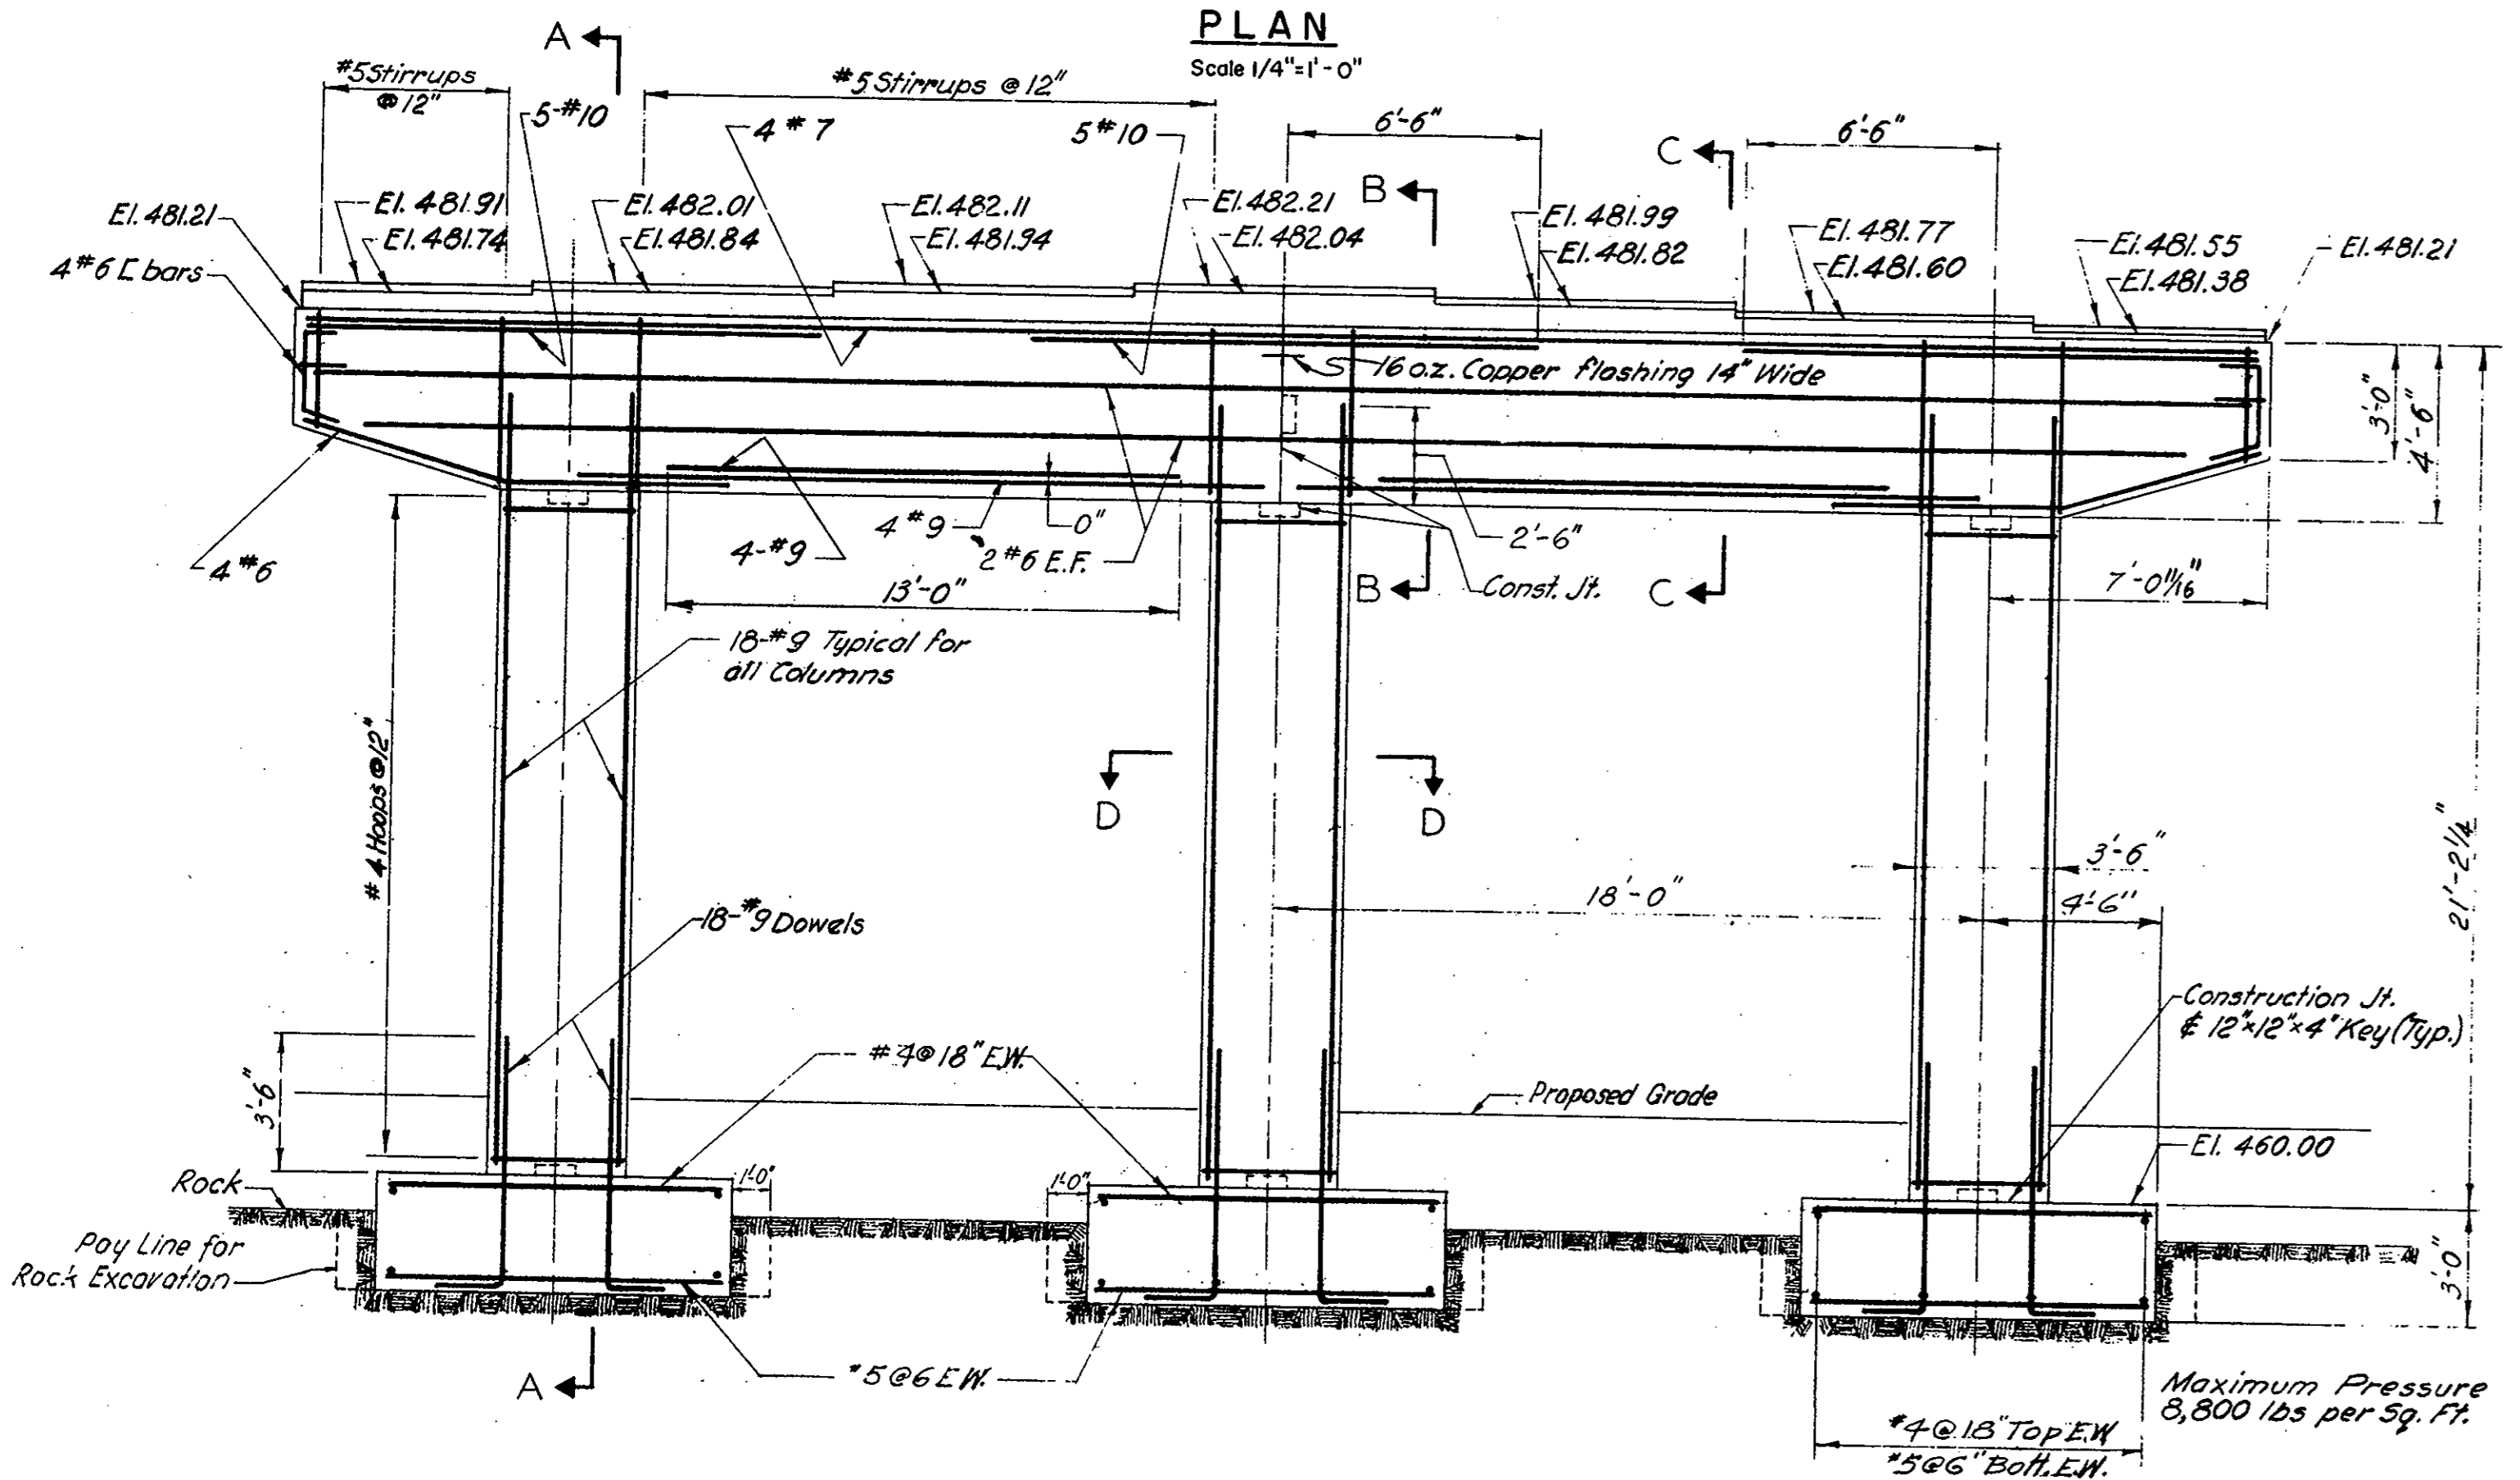 PLAN
Scale 1/4"=1'-0"
A
#5 Stirrups
@ 12"
#5 Stirrups @ 12"
5-#10
4 #7
5 #10
6'-6"
6'-6"
C
B
El. 481.21
El. 481.91
El. 481.74
El. 482.01
El. 481.84
El. 482.11
El. 481.94
El. 482.21
El. 482.04
El. 481.99
El. 481.82
El. 481.77
El. 481.60
El. 481.55
El. 481.38
El. 481.21
4 #6 [ bars
16 oz. Copper flashing 14" Wide
3'-0"
4'-6"
4 #6
4-#9
4 #9
0"
2 #6 E.F.
2'-6"
B
Const. Jt.
C
13'-0"
7'-0 11/16"
18-#9 Typical for
all Columns
#4 Hoops @ 12"
D
D
3'-6"
18'-0"
4'-6"
21'-2 1/4"
18-#9 Dowels
Construction Jt.
& 12"x12"x4" Key (Typ.)
#4 @ 18" E.W.
3'-6"
Proposed Grade
El. 460.00
Rock
1'-0"
1'-0"
Pay Line for
Rock Excavation
3'-0"
A
#5 @ 6 E.W.
Maximum Pressure
8,800 lbs per Sq. Ft.
#4 @ 18" Top E.W.
#5 @ 6" Bott. E.W.